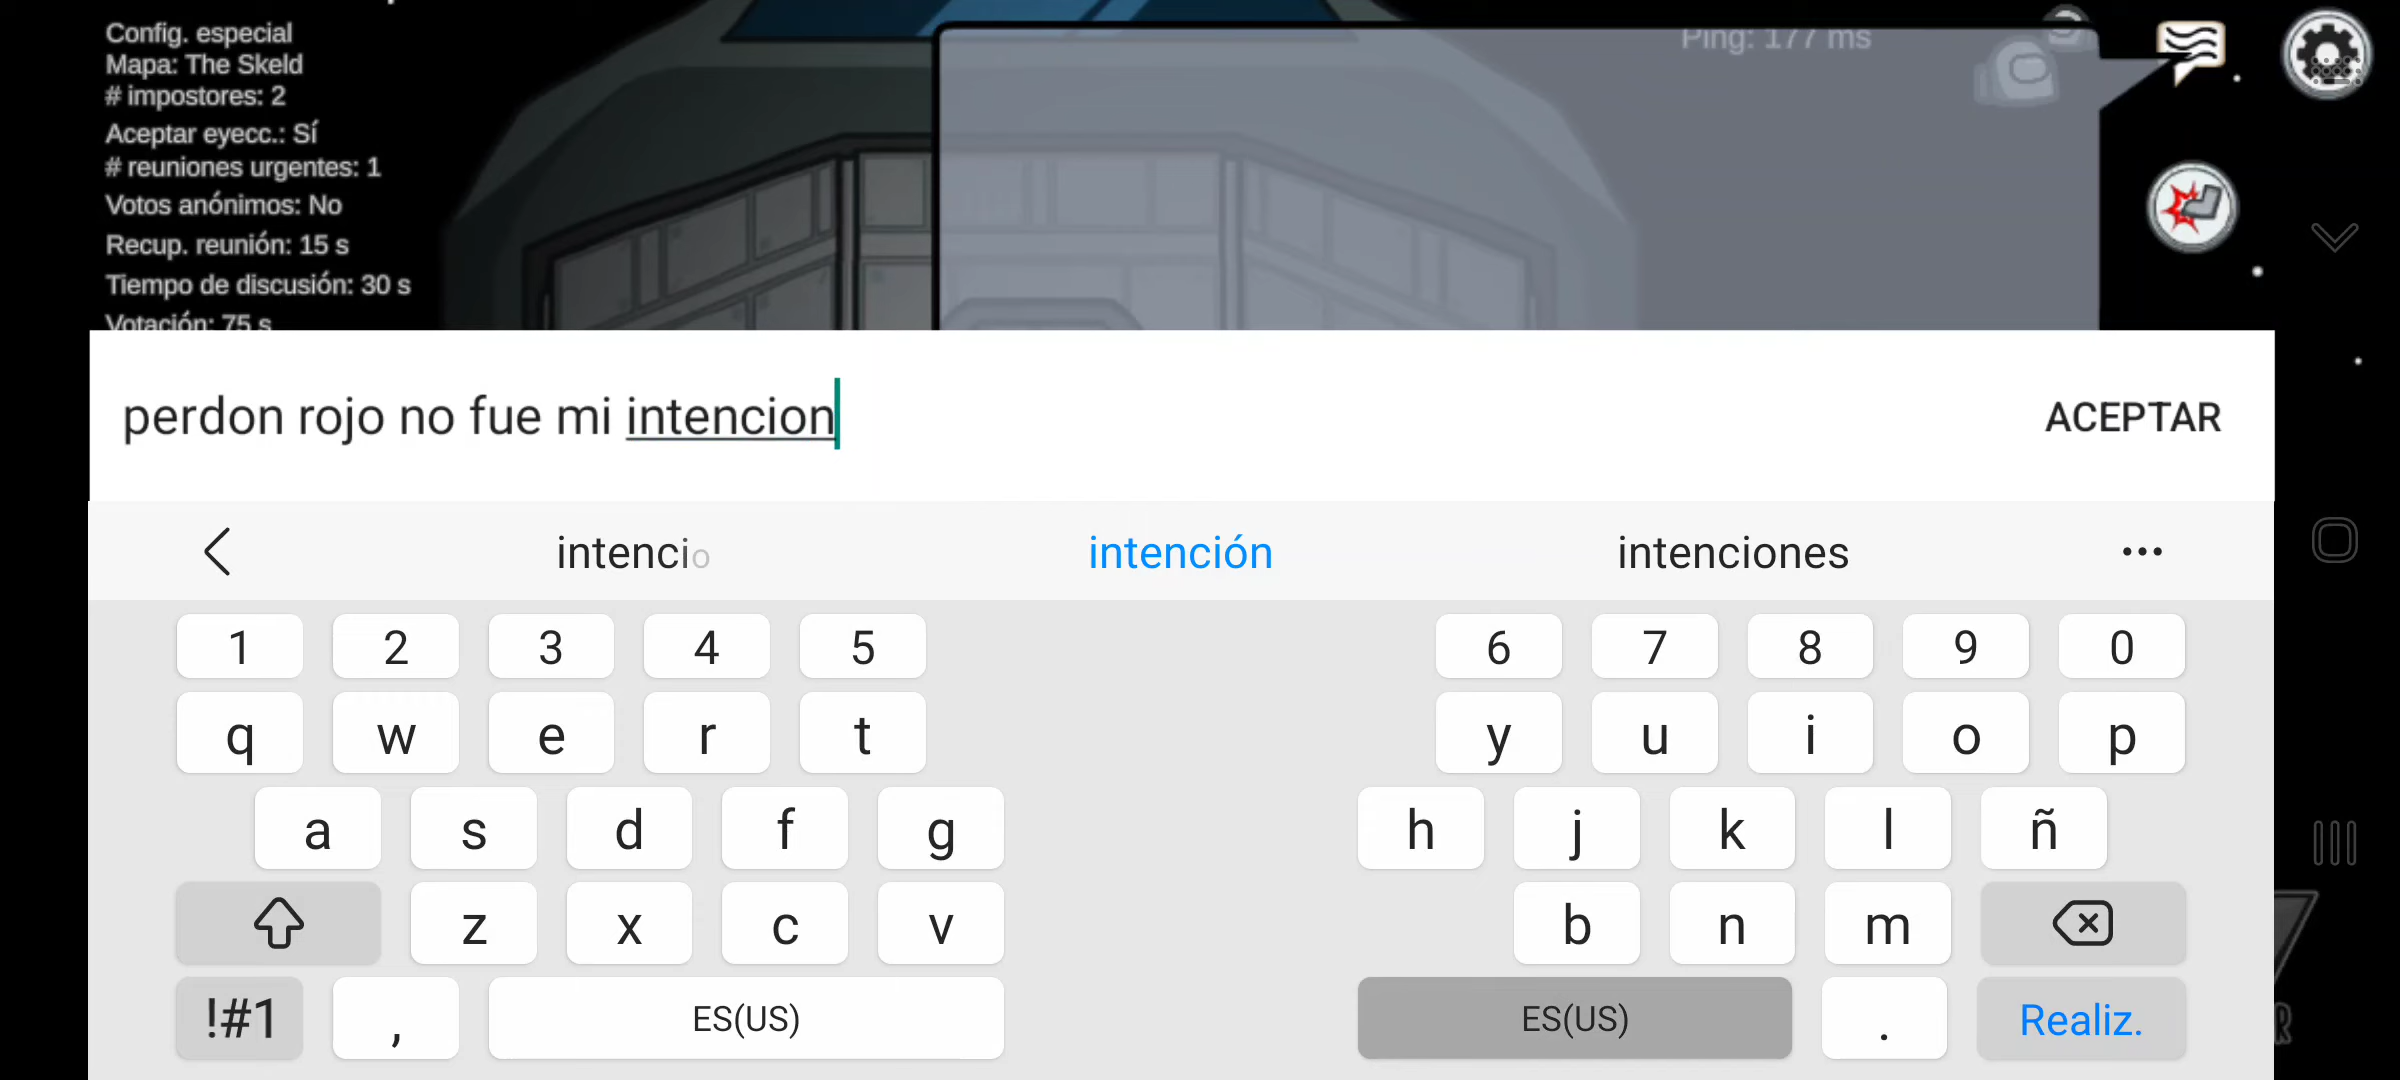 Config. especial
Mapa: The Skeld
# impostores: 2
Aceptar eyecc.: Sí
# reuniones urgentes: 1
Votos anónimos: No
Recup. reunión: 15 s
Tiempo de discusión: 30 s
Votación: 75 s
Ping: 177 ms
perdon rojo no fue mi intencion
ACEPTAR
intencio intención intenciones
1 2 3 4 5 6 7 8 9 0
q w e r t y u i o p
a s d f g h j k l ñ
z x c v b n m
!#1 , ES(US) ES(US) . Realiz.